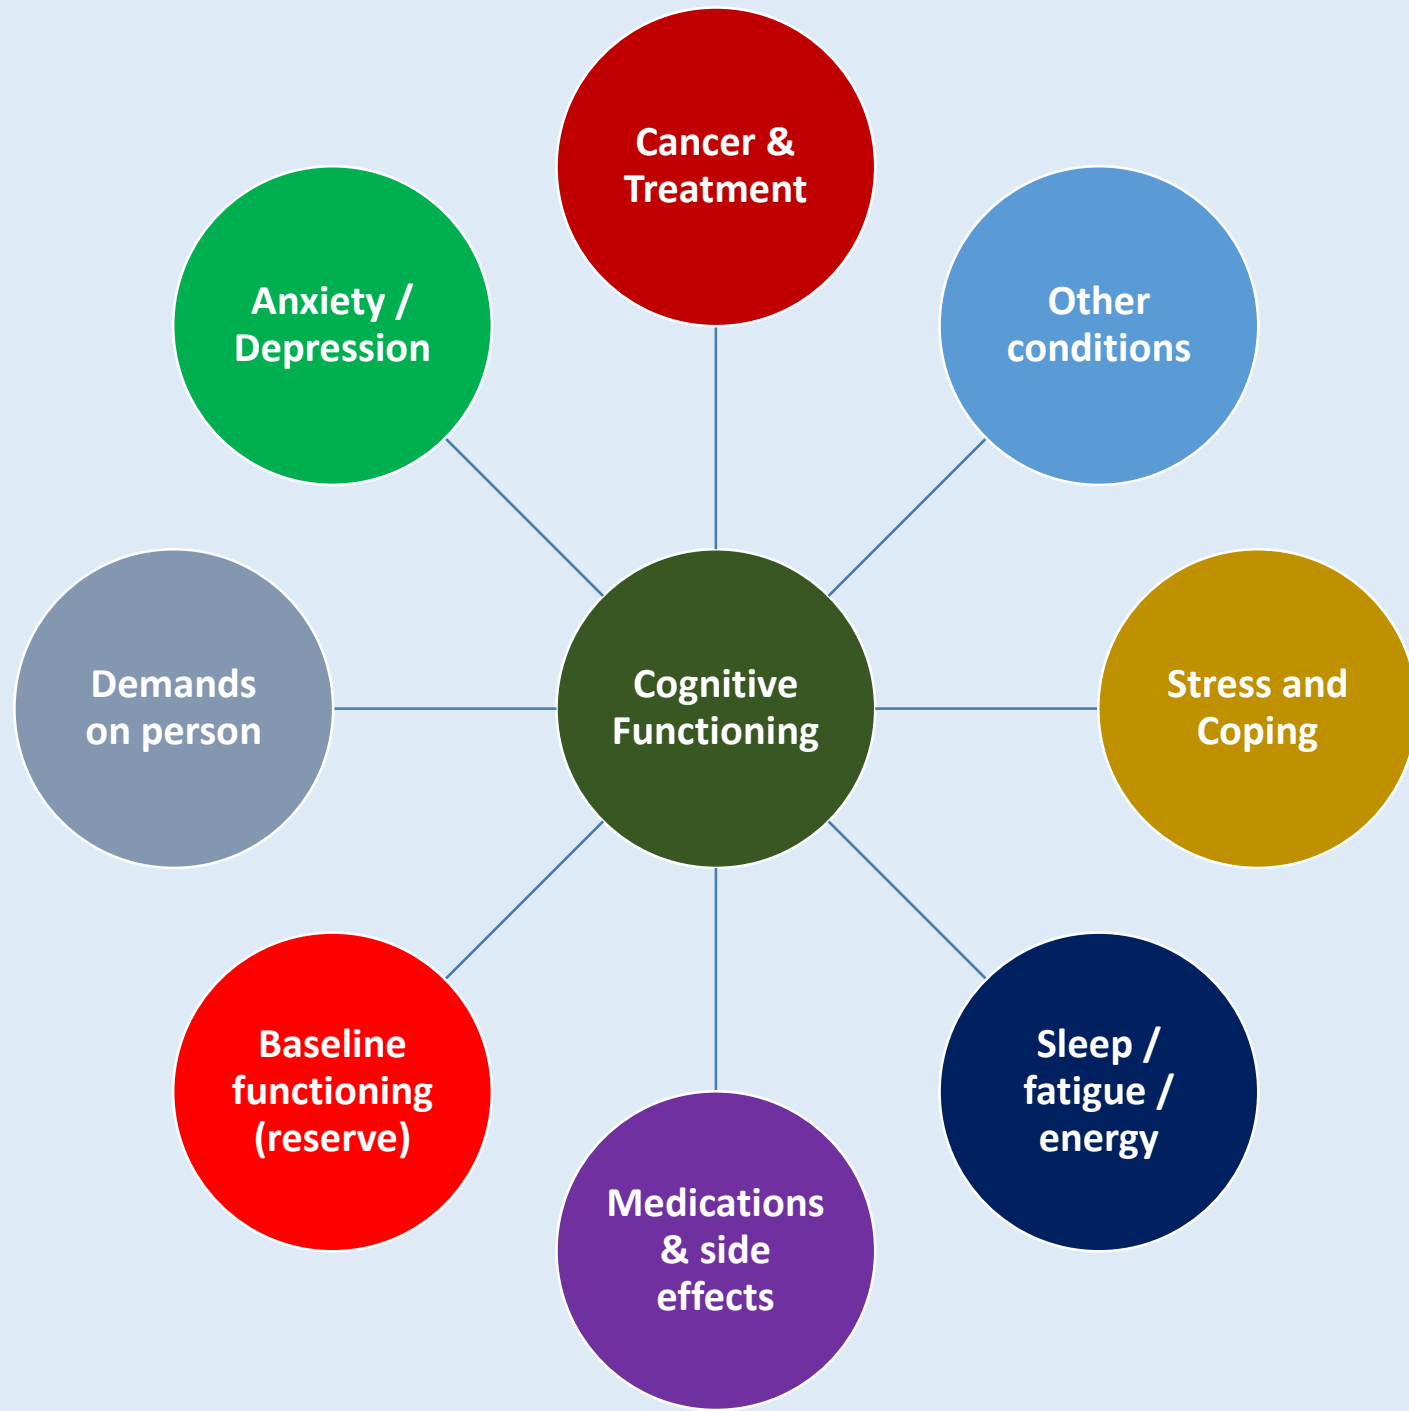 Cancer &
Treatment
Anxiety /
Depression
Other
conditions
Demands
on person
Cognitive
Functioning
Stress and
Coping
Baseline
functioning
(reserve)
Sleep /
fatigue /
energy
Medications
& side
effects